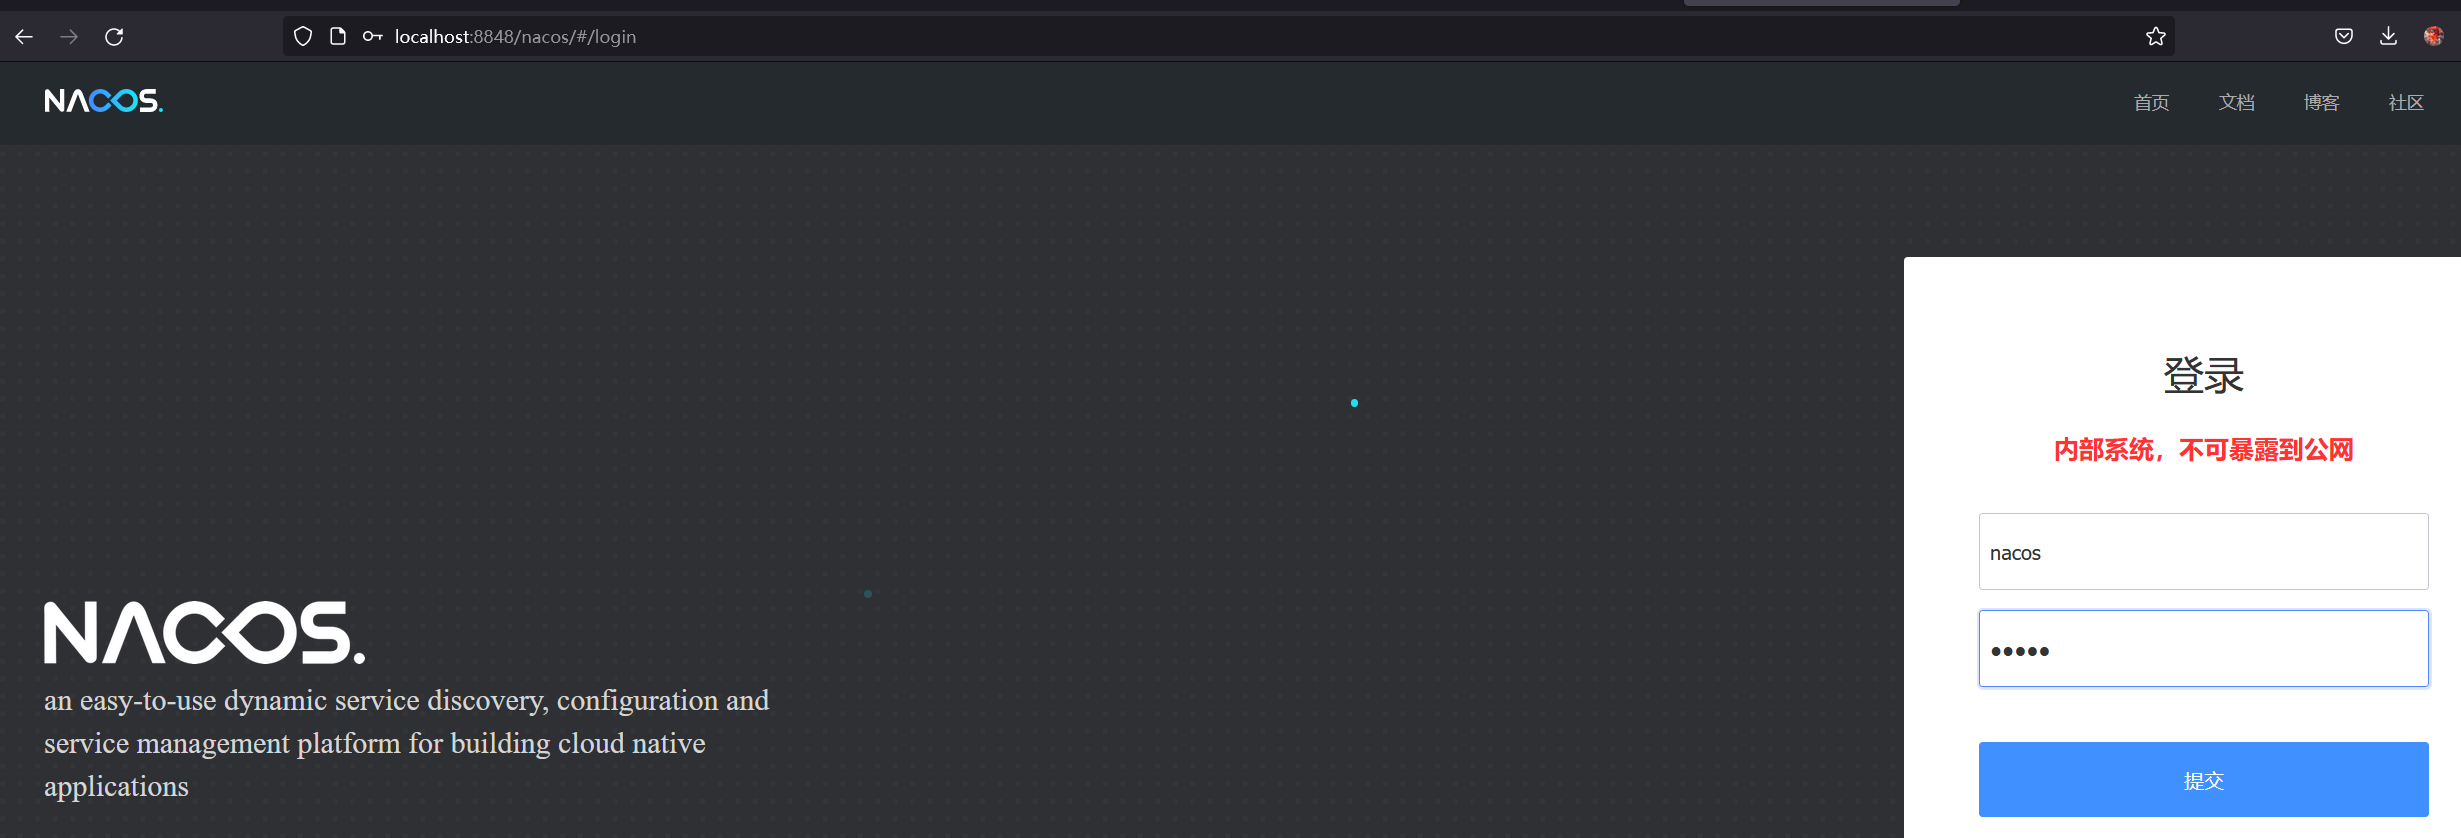 localhost:8848/nacos/#/login
NACOS.
首页
文档
博客
社区
登录
内部系统，不可暴露到公网
nacos
•••••
提交
NACOS.
an easy-to-use dynamic service discovery, configuration and
service management platform for building cloud native
applications